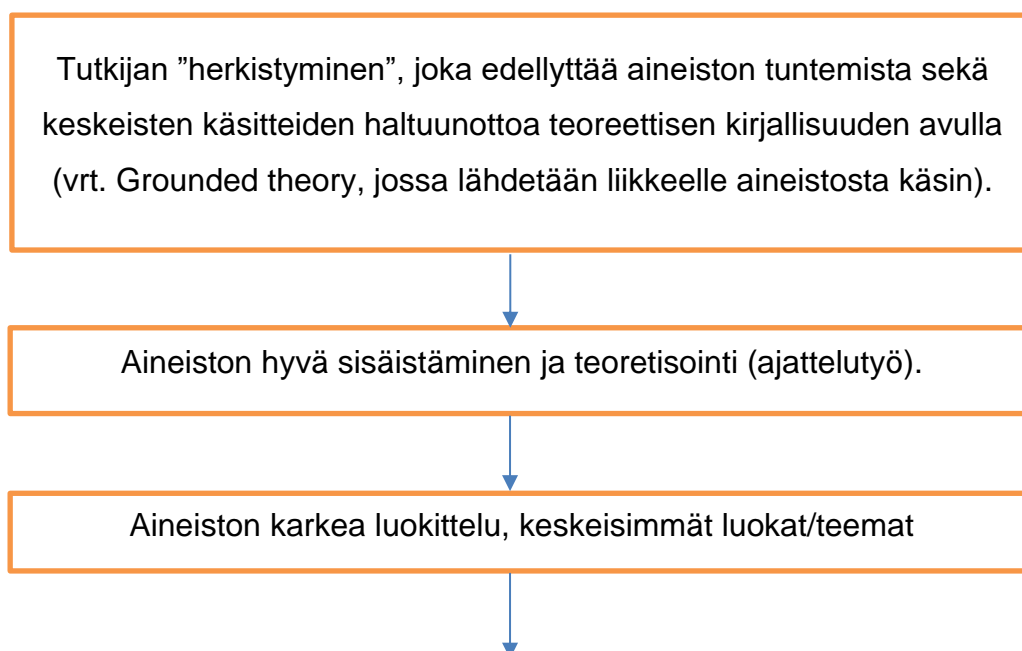 Tutkijan ”herkistyminen”, joka edellyttää aineiston tuntemista sekä
keskeisten käsitteiden haltuunottoa teoreettisen kirjallisuuden avulla
(vrt. Grounded theory, jossa lähdetään liikkeelle aineistosta käsin).
Aineiston hyvä sisäistäminen ja teoretisointi (ajattelutyö).
Aineiston karkea luokittelu, keskeisimmät luokat/teemat